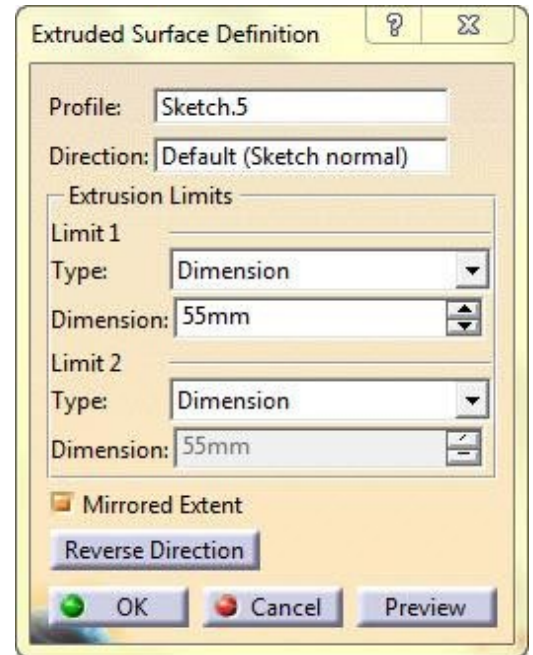 Extruded Surface Definition
Profile: Sketch.5
Direction: Default (Sketch normal)
Extrusion Limits
Limit 1
Type: Dimension
Dimension: 55mm
Limit 2
Type: Dimension
Dimension: 55mm
Mirrored Extent
Reverse Direction
OK Cancel Preview